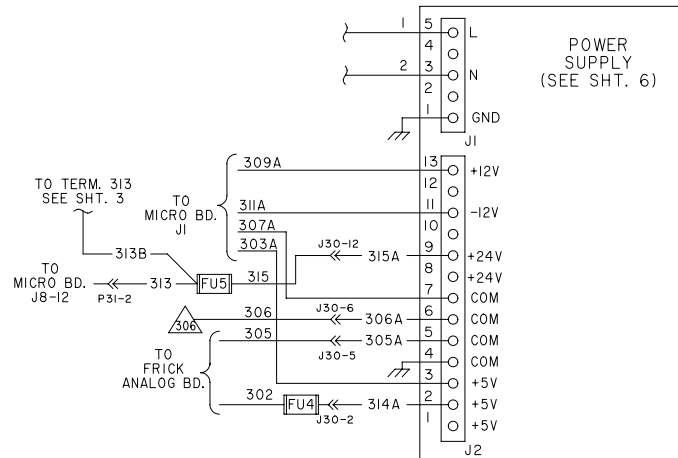 1 5 L
4
2 3 N
2
1 GND
J1
POWER
SUPPLY
(SEE SHT. 6)
TO TERM. 313
SEE SHT. 3
TO
MICRO BD.
J1
309A 13 +12V
12
311A 11 -12V
307A 10
303A J30-12 315A 9 +24V
313B
8 +24V
TO
MICRO BD.
J8-12
P31-2 313 FU5 315
7 COM
306 306 J30-6 306A 6 COM
305 J30-5 305A 5 COM
4 COM
TO
FRICK
ANALOG BD.
3 +5V
302 FU4 J30-2 314A 2 +5V
1 +5V
J2